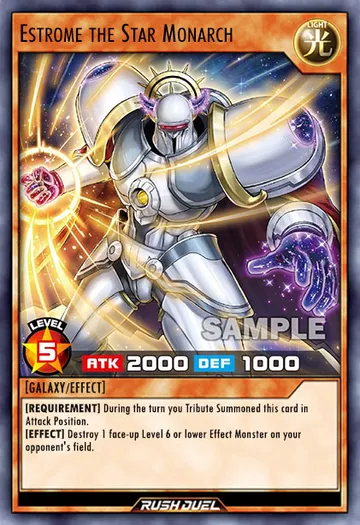 ESTROME THE STAR MONARCH
LIGHT
光
SAMPLE
LEVEL
5
ATK 2000 DEF 1000
[GALAXY/EFFECT]
[REQUIREMENT] During the turn you Tribute Summoned this card in
Attack Position.
[EFFECT] Destroy 1 face-up Level 6 or lower Effect Monster on your
opponent's field.
RUSH DUEL